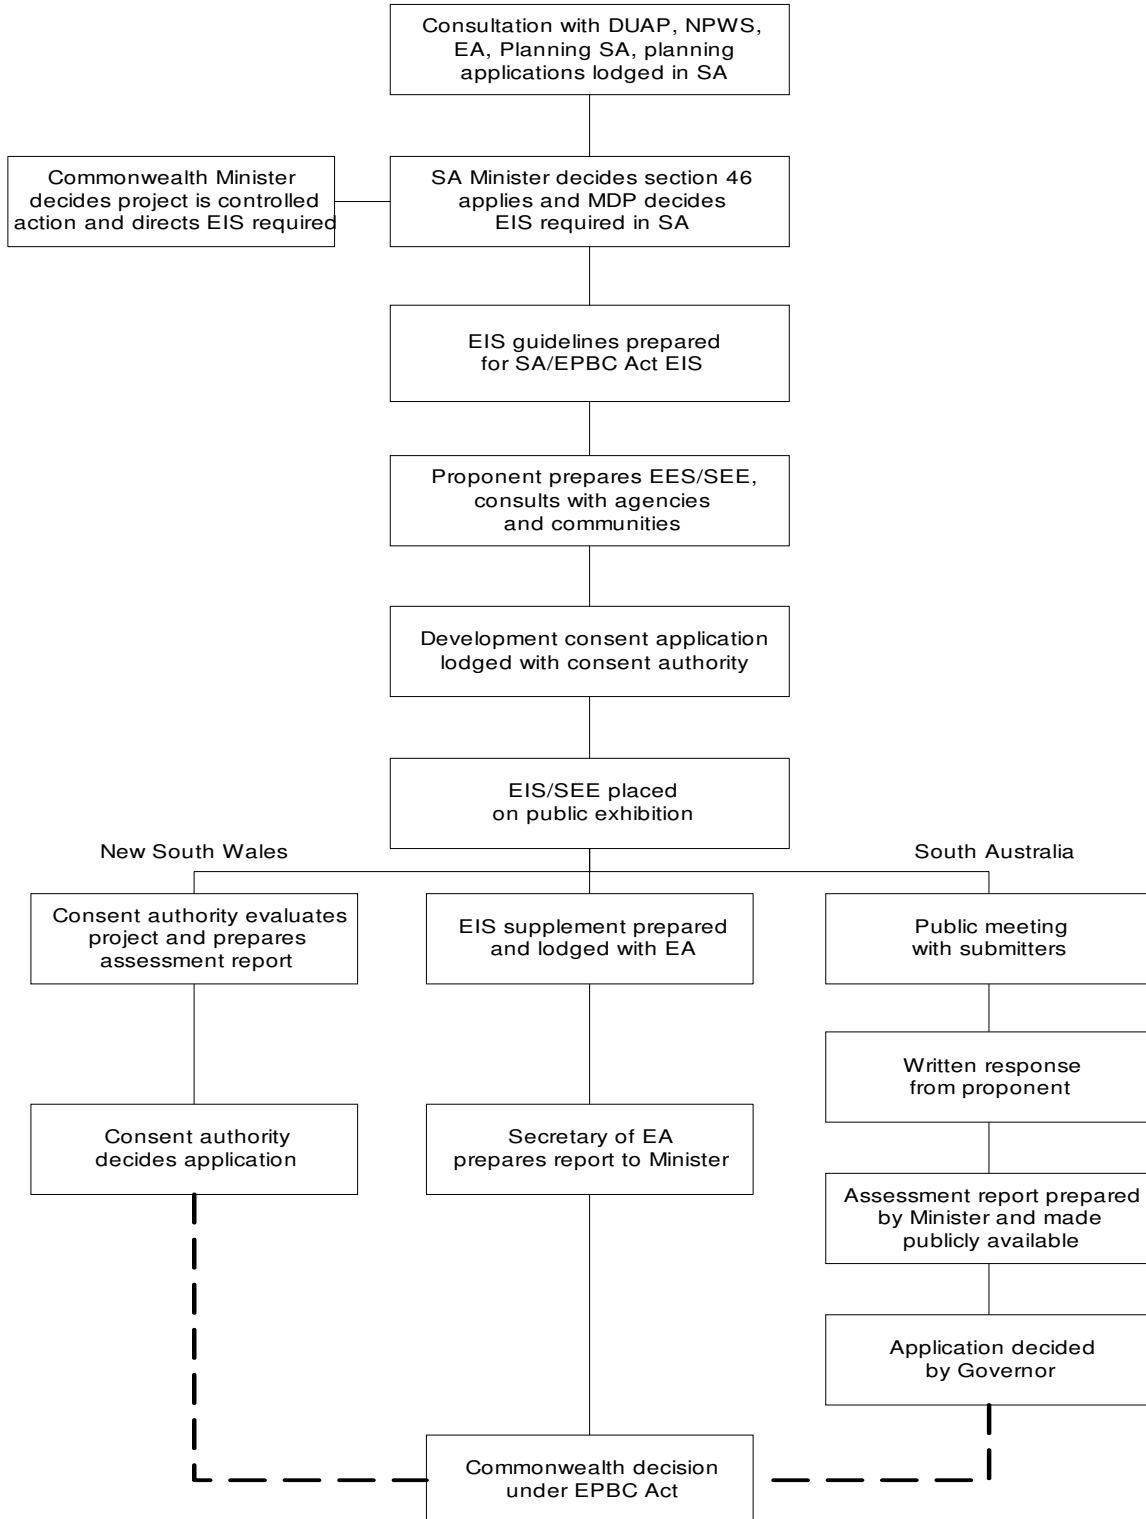 Consultation with DUAP, NPWS,
EA, Planning SA, planning
applications lodged in SA
Commonwealth Minister
decides project is controlled
action and directs EIS required
SA Minister decides section 46
applies and MDP decides
EIS required in SA
EIS guidelines prepared
for SA/EPBC Act EIS
Proponent prepares EES/SEE,
consults with agencies
and communities
Development consent application
lodged with consent authority
EIS/SEE placed
on public exhibition
New South Wales
South Australia
Consent authority evaluates
project and prepares
assessment report
EIS supplement prepared
and lodged with EA
Public meeting
with submitters
Written response
from proponent
Consent authority
decides application
Secretary of EA
prepares report to Minister
Assessment report prepared
by Minister and made
publicly available
Application decided
by Governor
Commonwealth decision
under EPBC Act